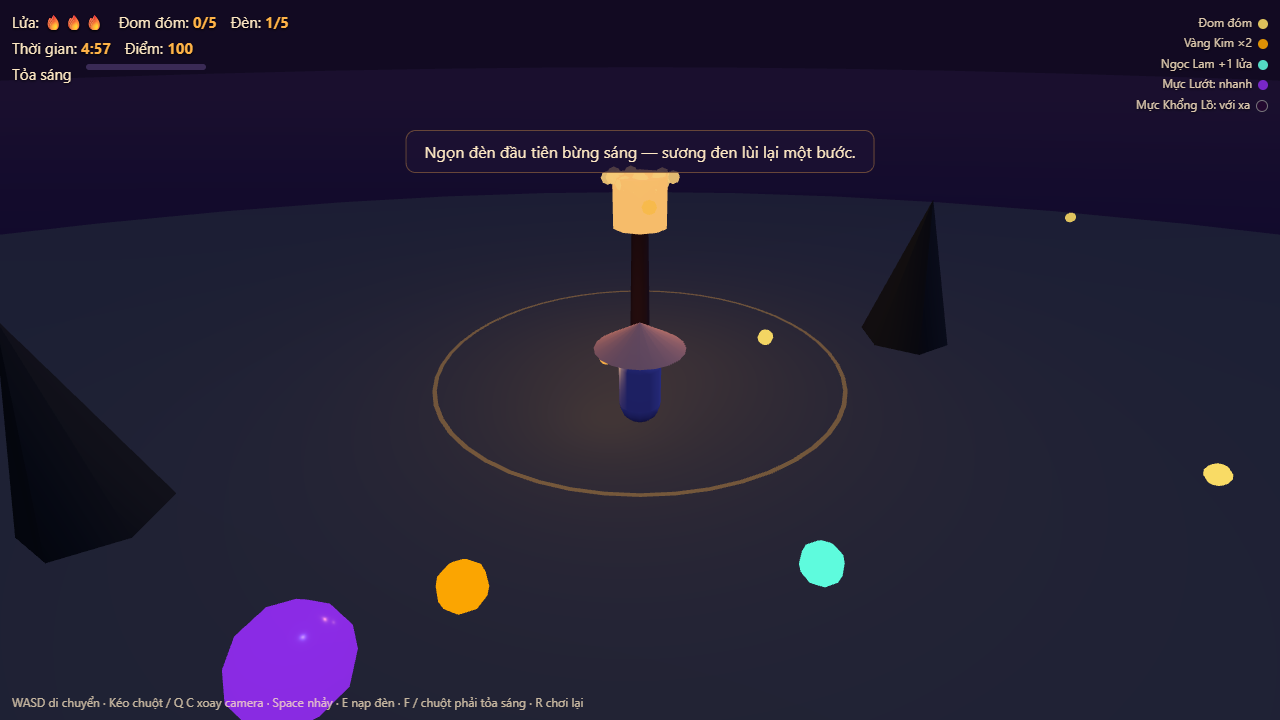 Lửa: 🔥 🔥 🔥 Đom đóm: 0/5 Đèn: 1/5
Thời gian: 4:57 Điểm: 100
Tỏa sáng
Đom đóm
Vàng Kim ×2
Ngọc Lam +1 lửa
Mực Lướt: nhanh
Mực Khổng Lồ: với xa
Ngọn đèn đầu tiên bừng sáng — sương đen lùi lại một bước.
WASD di chuyển · Kéo chuột / Q C xoay camera · Space nhảy · E nạp đèn · F / chuột phải tỏa sáng · R chơi lại